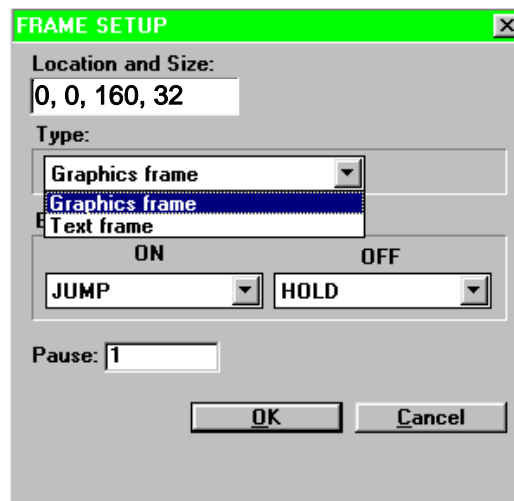 FRAME SETUP
Location and Size:
0, 0, 160, 32
Type:
Graphics frame
Graphics frame
Text frame
ON OFF
JUMP HOLD
Pause: 1
OK Cancel